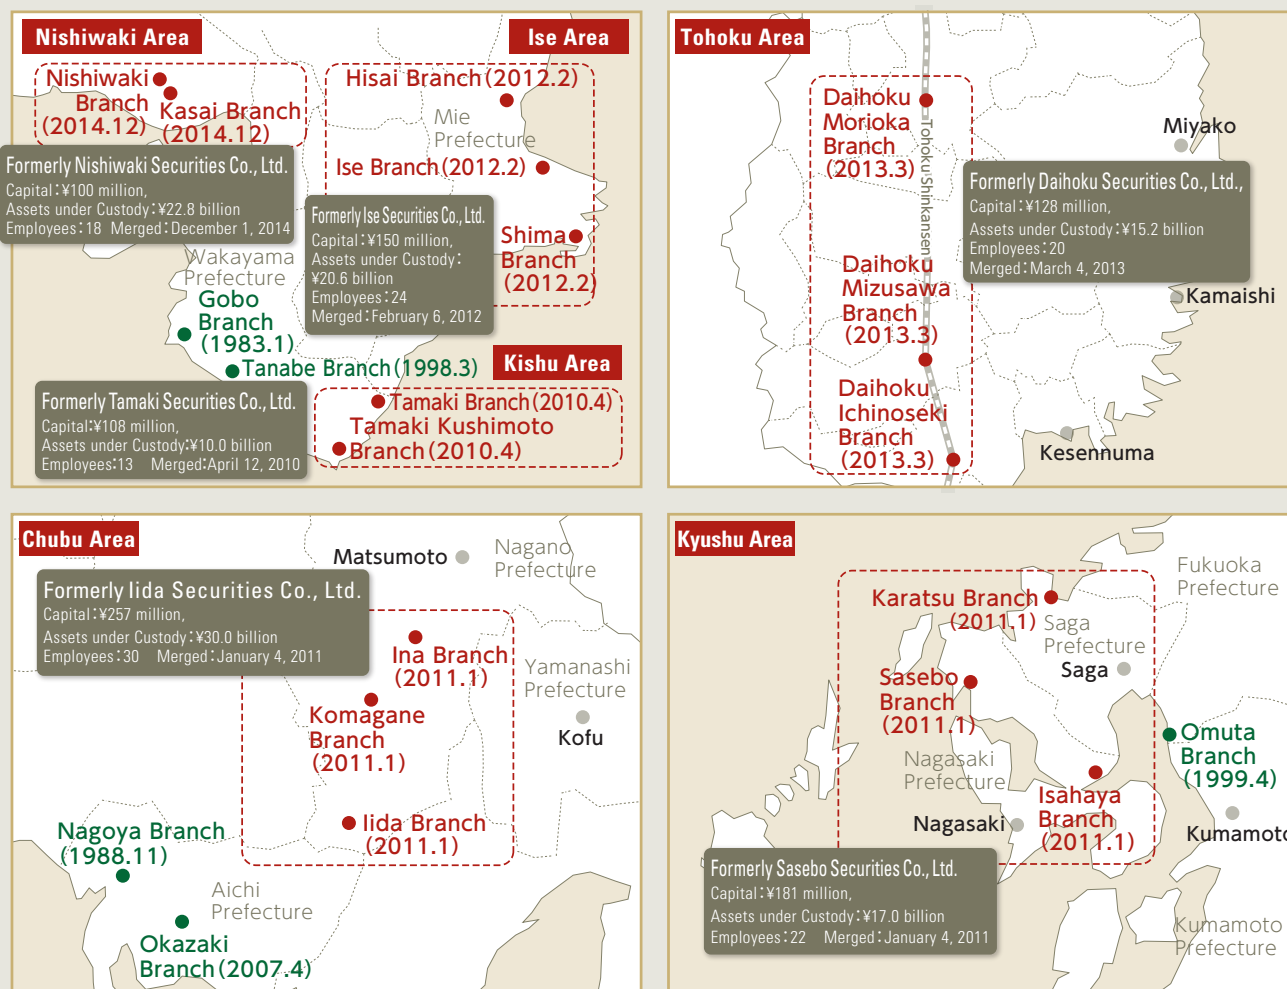 Nishiwaki Area
Ise Area
Nishiwaki
Branch
(2014.12)
Kasai Branch
(2014.12)
Hisai Branch (2012.2)
Mie
Prefecture
Ise Branch (2012.2)
Formerly Nishiwaki Securities Co., Ltd.
Capital:¥100 million,
Assets under Custody:¥22.8 billion
Employees:18 Merged:December 1, 2014
Formerly Ise Securities Co., Ltd.
Capital:¥150 million,
Assets under Custody:
¥20.6 billion
Employees:24
Merged:February 6, 2012
Shima
Branch
(2012.2)
Wakayama
Prefecture
Gobo
Branch
(1983.1)
Tanabe Branch (1998.3)
Kishu Area
Formerly Tamaki Securities Co., Ltd.
Capital:¥108 million,
Assets under Custody:¥10.0 billion
Employees:13 Merged:April 12, 2010
Tamaki Branch (2010.4)
Tamaki Kushimoto
Branch (2010.4)
Tohoku Area
Daihoku
Morioka
Branch
(2013.3)
Tohoku Shinkansen
Miyako
Formerly Daihoku Securities Co., Ltd.,
Capital:¥128 million,
Assets under Custody:¥15.2 billion
Employees:20
Merged:March 4, 2013
Daihoku
Mizusawa
Branch
(2013.3)
Kamaishi
Daihoku
Ichinoseki
Branch
(2013.3)
Kesennuma
Chubu Area
Matsumoto
Nagano
Prefecture
Formerly Iida Securities Co., Ltd.
Capital:¥257 million,
Assets under Custody:¥30.0 billion
Employees:30 Merged:January 4, 2011
Ina Branch
(2011.1)
Yamanashi
Prefecture
Kofu
Komagane
Branch
(2011.1)
Iida Branch
(2011.1)
Nagoya Branch
(1988.11)
Aichi
Prefecture
Okazaki
Branch (2007.4)
Kyushu Area
Fukuoka
Prefecture
Karatsu Branch
(2011.1)
Saga
Prefecture
Saga
Sasebo
Branch
(2011.1)
Omuta
Branch
(1999.4)
Nagasaki
Prefecture
Nagasaki
Isahaya
Branch
(2011.1)
Kumamoto
Formerly Sasebo Securities Co., Ltd.
Capital:¥181 million,
Assets under Custody:¥17.0 billion
Employees:22 Merged:January 4, 2011
Kumamoto
Prefecture